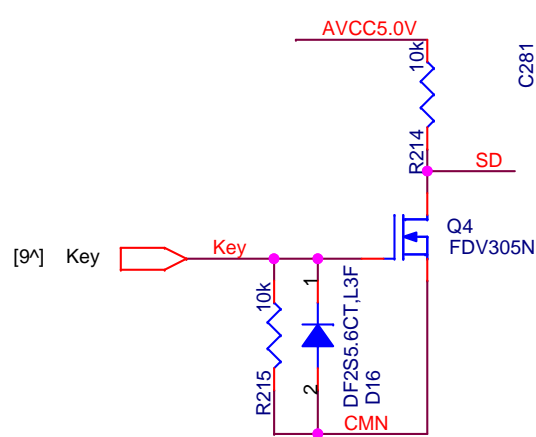 AVCC5.0V
10k
R214
C281
SD
Q4
FDV305N
[9^] Key
Key
10k
R215
1
2
DF2S5.6CT,L3F
D16
CMN